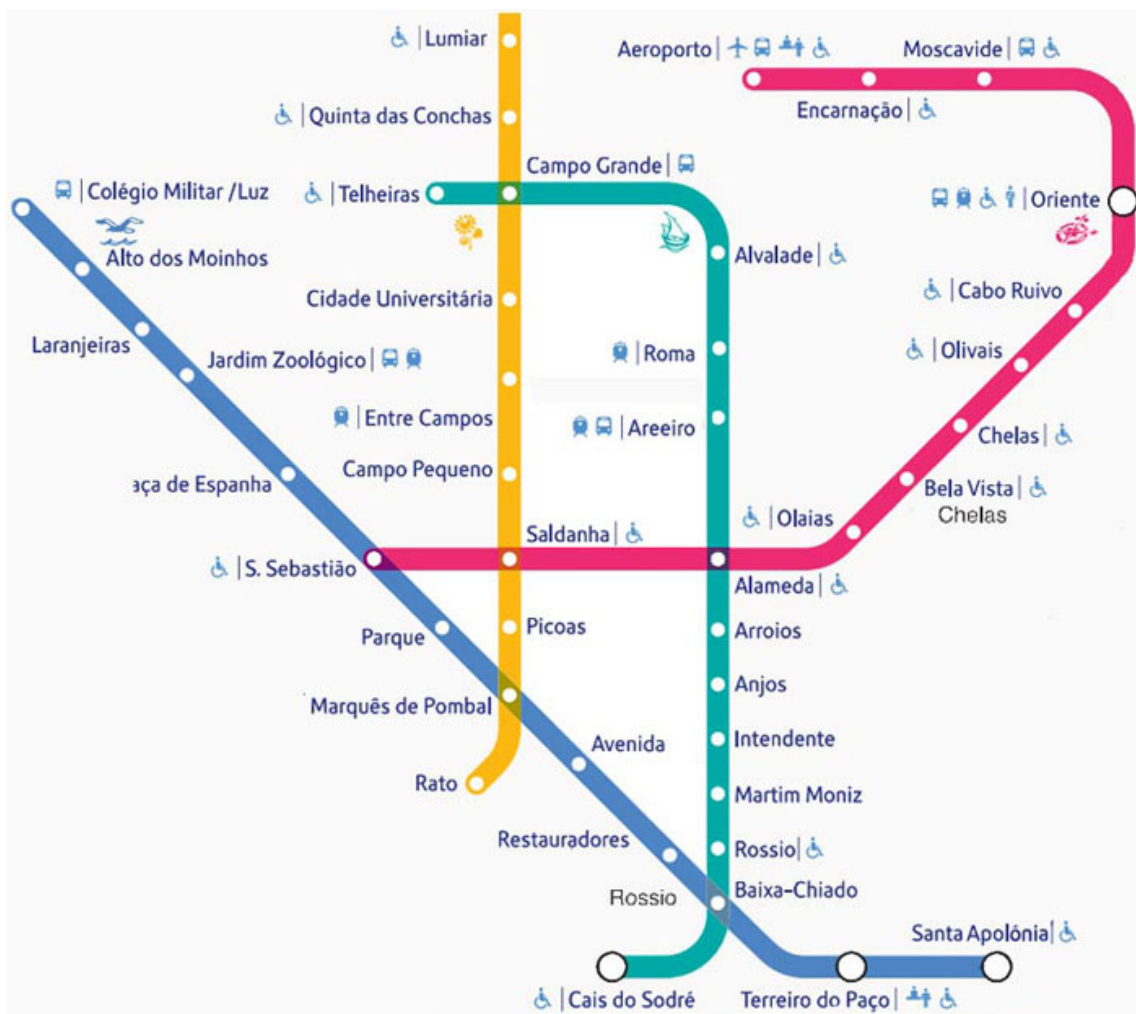 Lumiar
Aeroporto
Moscavide
Encarnação
Quinta das Conchas
Campo Grande
Colégio Militar /Luz
Telheiras
Oriente
Alto dos Moinhos
Alvalade
Cidade Universitária
Cabo Ruivo
Laranjeiras
Jardim Zoológico
Roma
Olivais
Entre Campos
Areeiro
Chelas
Campo Pequeno
aça de Espanha
Bela Vista
Chelas
Olaias
Saldanha
S. Sebastião
Alameda
Parque
Picoas
Arroios
Anjos
Marquês de Pombal
Avenida
Intendente
Rato
Martim Moniz
Restauradores
Rossio
Baixa-Chiado
Rossio
Santa Apolónia
Cais do Sodré
Terreiro do Paço